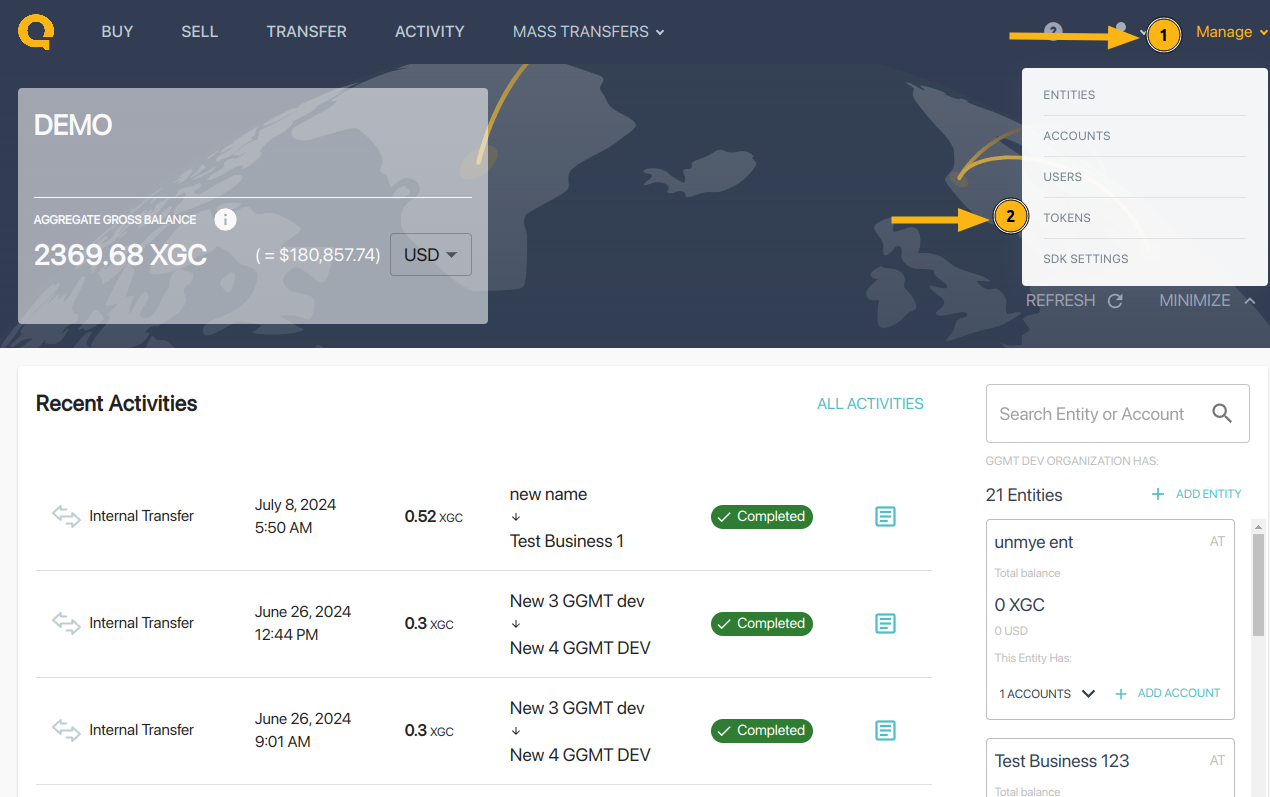 BUY SELL TRANSFER ACTIVITY MASS TRANSFERS ? 1 Manage
ENTITIES
ACCOUNTS
USERS
2 TOKENS
SDK SETTINGS
DEMO
AGGREGATE GROSS BALANCE i
2369.68 XGC ( = $180,857.74) USD
REFRESH MINIMIZE
Recent Activities ALL ACTIVITIES
Internal Transfer
July 8, 2024
5:50 AM
0.52 XGC
new name
↓
Test Business 1
Completed
Internal Transfer
June 26, 2024
12:44 PM
0.3 XGC
New 3 GGMT dev
↓
New 4 GGMT DEV
Completed
Internal Transfer
June 26, 2024
9:01 AM
0.3 XGC
New 3 GGMT dev
↓
New 4 GGMT DEV
Completed
Search Entity or Account
GGMT DEV ORGANIZATION HAS:
21 Entities + ADD ENTITY
unmye ent AT
Total balance
0 XGC
0 USD
This Entity Has:
1 ACCOUNTS + ADD ACCOUNT
Test Business 123 AT
Total balance